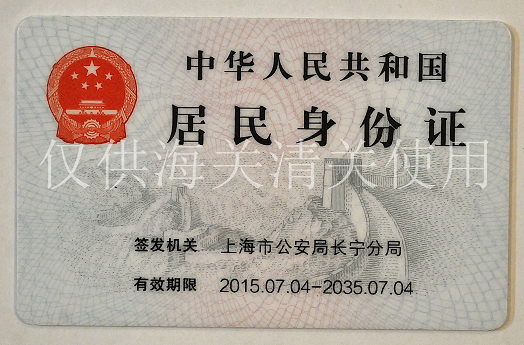 中华人民共和国
居民身份证
仅供海关清关使用
签发机关 上海市公安局长宁分局
有效期限 2015.07.04-2035.07.04